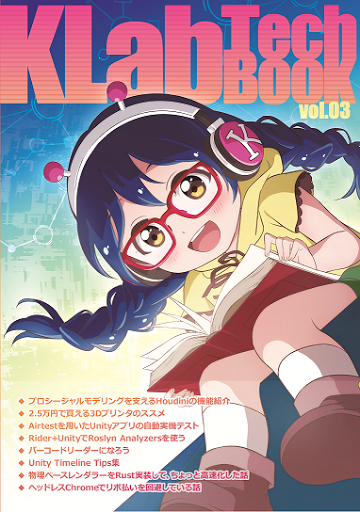 KLab Tech
Book
vol.03
K
◆ プロシージャルモデリングを支えるHoudiniの機能紹介
◆ 2.5万円で買える3Dプリンタのススメ
◆ Airtestを用いたUnityアプリの自動実機テスト
◆ Rider+UnityでRoslyn Analyzersを使う
◆ バーコードリーダーになろう
◆ Unity Timeline Tips集
◆ 物理ベースレンダラーをRust実装して、ちょっと高速化した話
◆ ヘッドレスChromeでリボ払いを回避している話